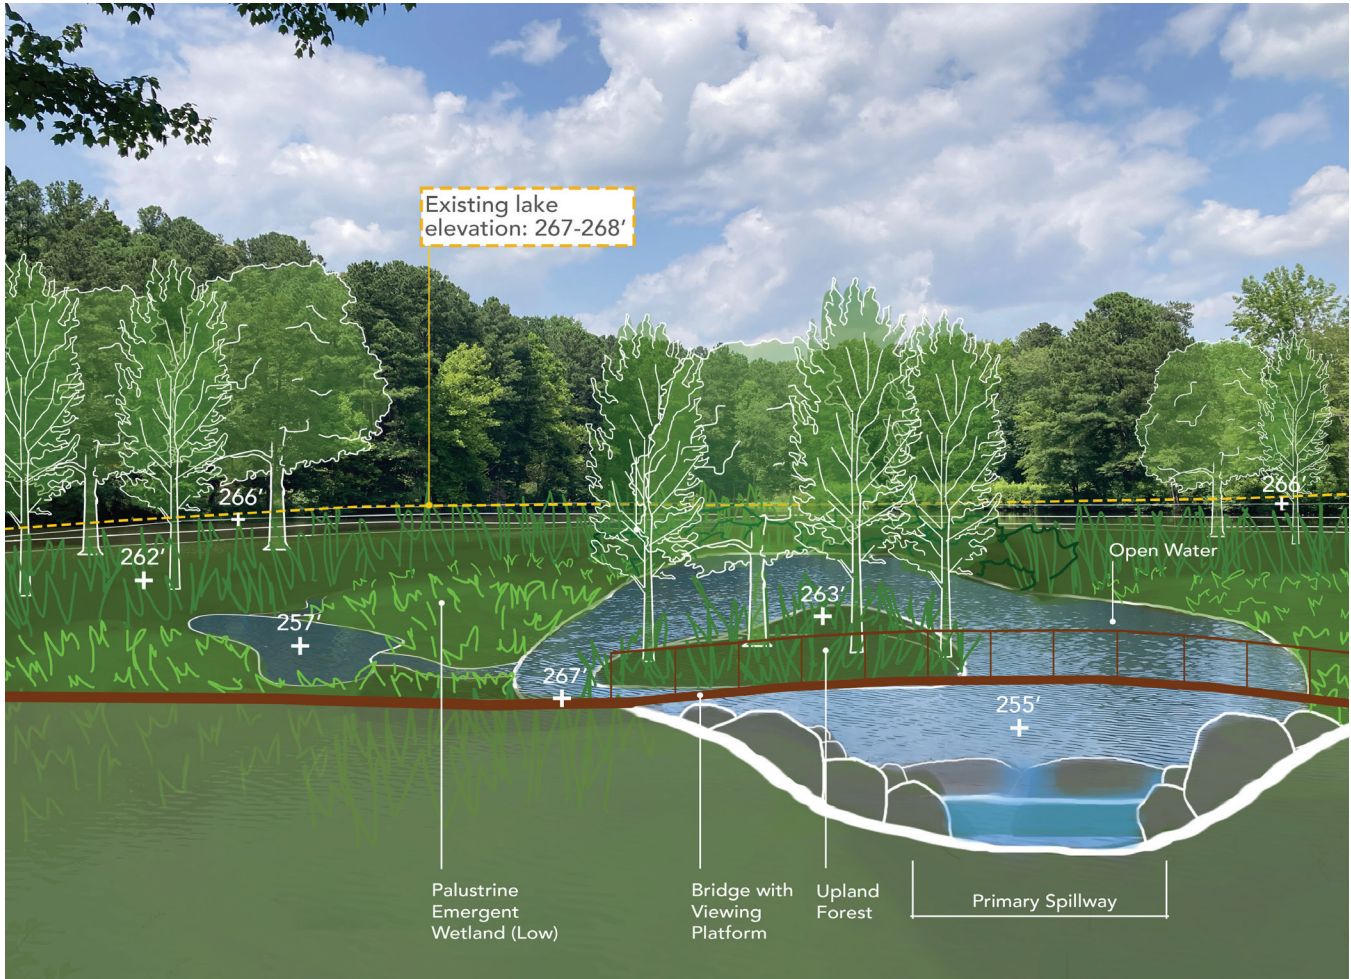 Existing lake
elevation: 267-268'
266'
266'
262'
Open Water
263'
257'
267'
255'
Palustrine
Emergent
Wetland (Low)
Bridge with
Viewing
Platform
Upland
Forest
Primary Spillway